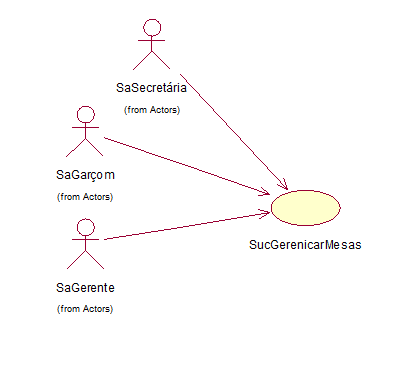 SaSecretária
(from Actors)
SaGarçom
(from Actors)
SucGerenicarMesas
SaGerente
(from Actors)